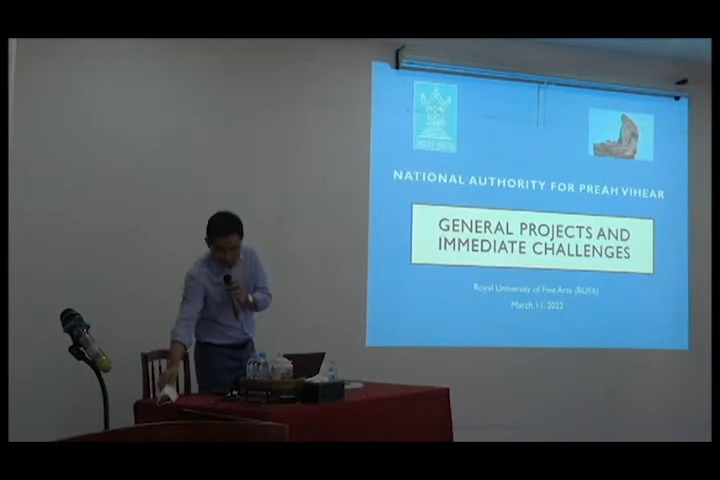 NATIONAL AUTHORITY FOR PREAH VIHEAR
GENERAL PROJECTS AND
IMMEDIATE CHALLENGES
Royal University of Fine Arts (RUFA)
March 11, 2022